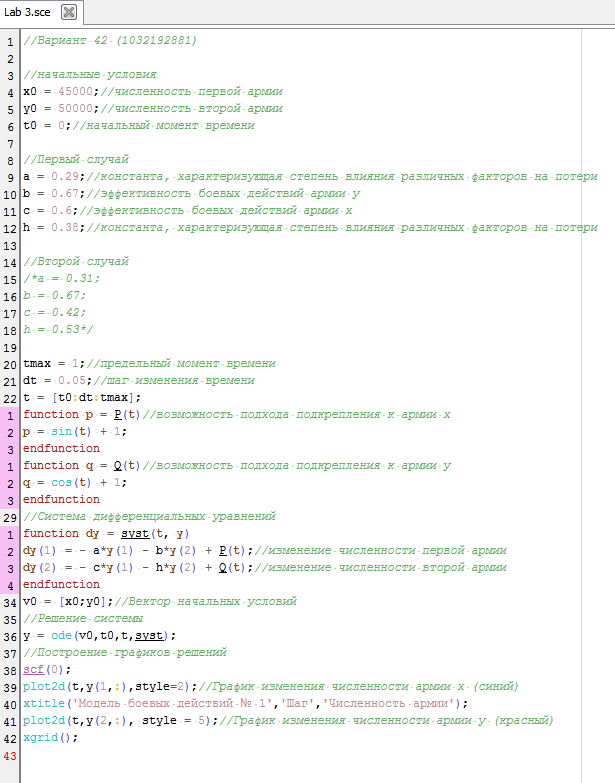 Lab 3.sce
1 //Вариант 42 (1032192881)
2
3 //начальные условия
4 x0 = 45000;//численность первой армии
5 y0 = 50000;//численность второй армии
6 t0 = 0;//начальный момент времени
7
8 //Первый случай
9 a = 0.29;//константа, характеризующая степень влияния различных факторов на потери
10 b = 0.67;//эффективность боевых действий армии y
11 c = 0.6;//эффективность боевых действий армии x
12 h = 0.38;//константа, характеризующая степень влияния различных факторов на потери
13
14 //Второй случай
15 /*a = 0.31;
16 b = 0.67;
17 c = 0.42;
18 h = 0.53*/
19
20 tmax = 1;//предельный момент времени
21 dt = 0.05;//шаг изменения времени
22 t = [t0:dt:tmax];
1 function p = P(t)//возможность подхода подкрепления к армии x
2 p = sin(t) + 1;
3 endfunction
1 function q = Q(t)//возможность подхода подкрепления к армии y
2 q = cos(t) + 1;
3 endfunction
29 //Система дифференциальных уравнений
1 function dy = syst(t, y)
2 dy(1) = - a*y(1) - b*y(2) + P(t);//изменение численности первой армии
3 dy(2) = - c*y(1) - h*y(2) + Q(t);//изменение численности второй армии
4 endfunction
34 v0 = [x0;y0];//Вектор начальных условий
35 //Решение системы
36 y = ode(v0,t0,t,syst);
37 //Построение графиков решений
38 scf(0);
39 plot2d(t,y(1,:),style=2);//График изменения численности армии x (синий)
40 xtitle('Модель боевых действий № 1','Шаг','Численность армии');
41 plot2d(t,y(2,:), style = 5);//График изменения численности армии y (красный)
42 xgrid();
43